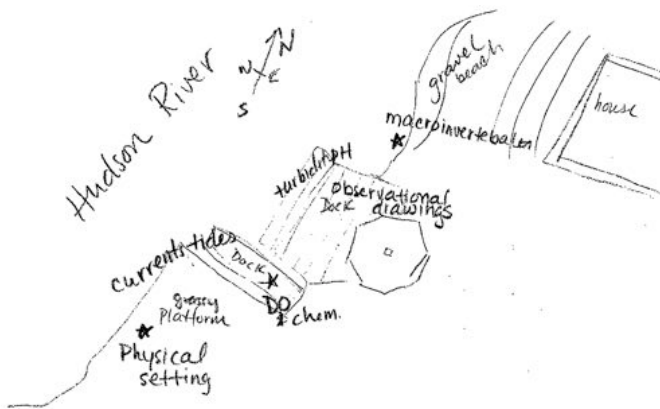 Hudson River
N
W
E
S
gravel
beach
house
macroinvertebates
turbidity
pH
observational
drawings
Dock
currents
tides
Dock
DO
& chem.
grassy
Platform
Physical
setting